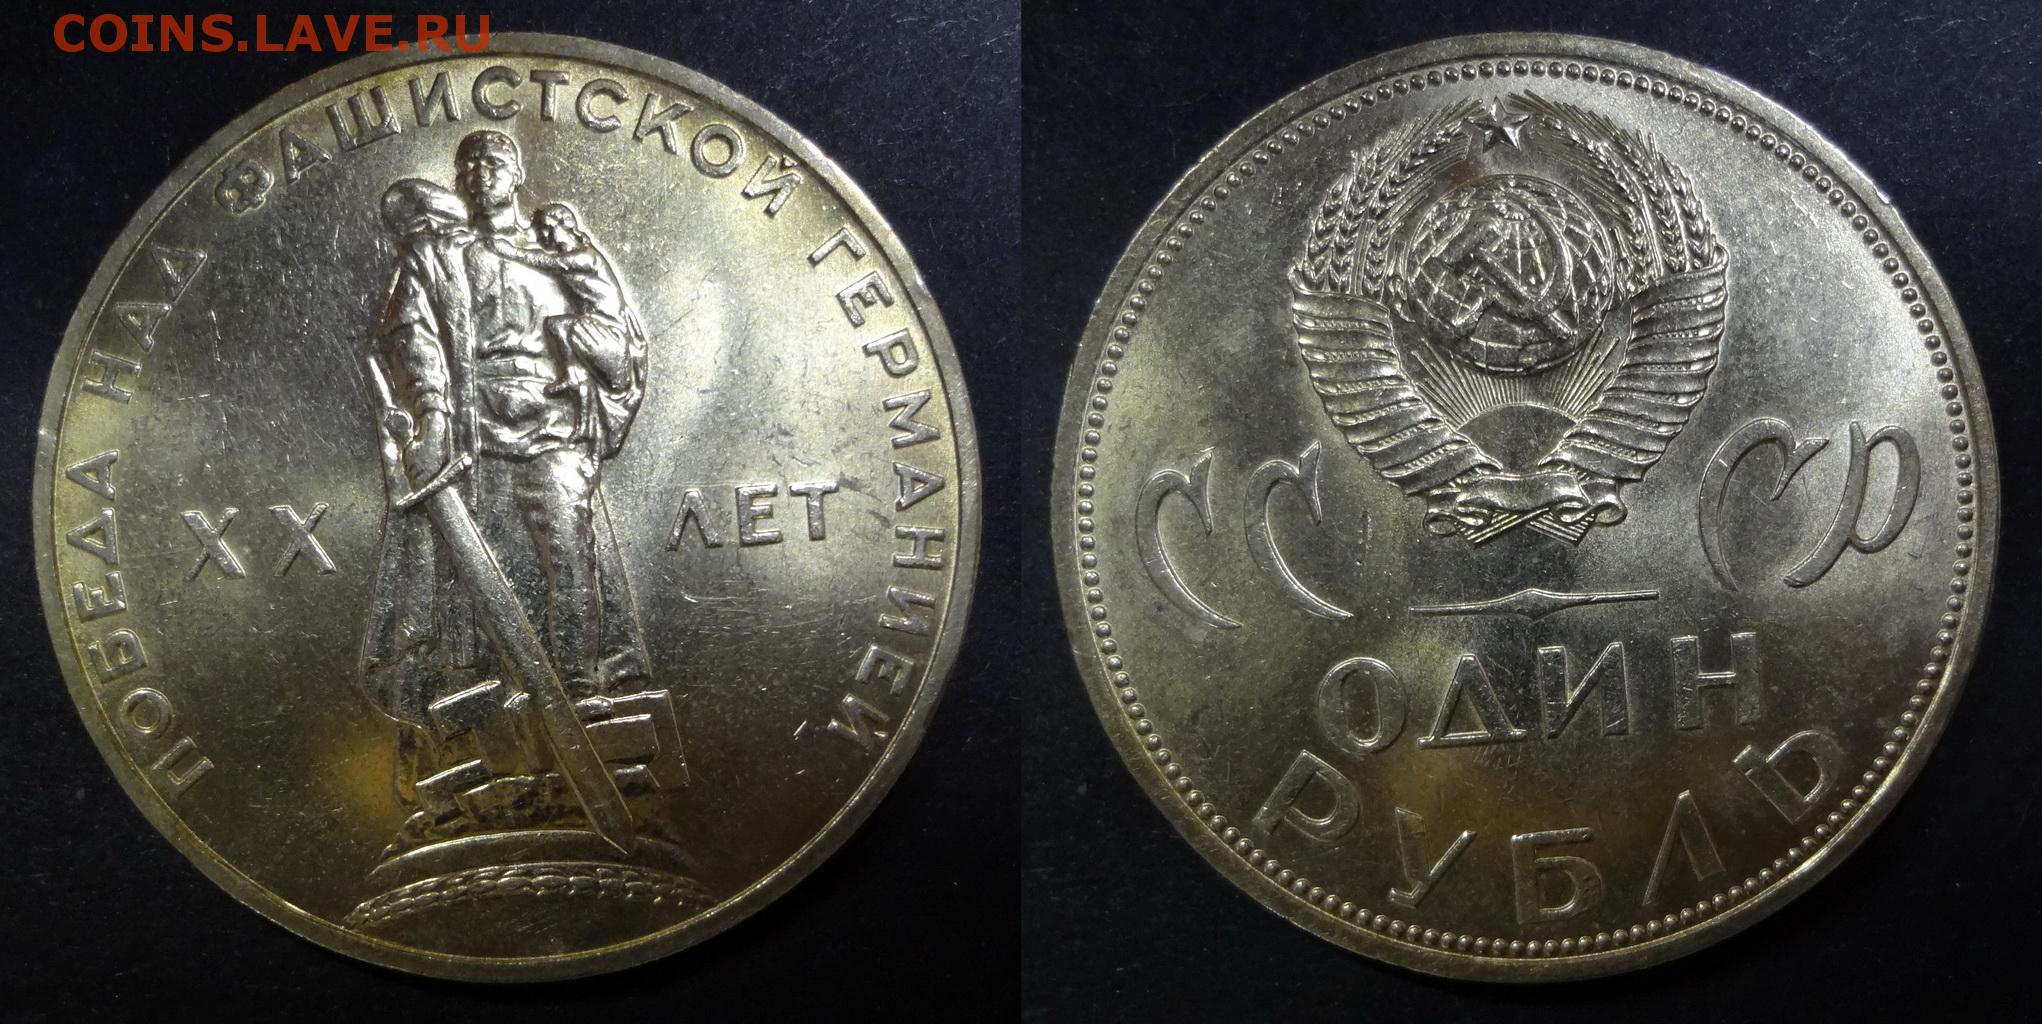 COINS.LAVE.RU
ПОБЕДА НАД ФАШИСТСКОЙ ГЕРМАНИЕЙ
XX ЛЕТ
СССР
ОДИН
РУБЛЬ